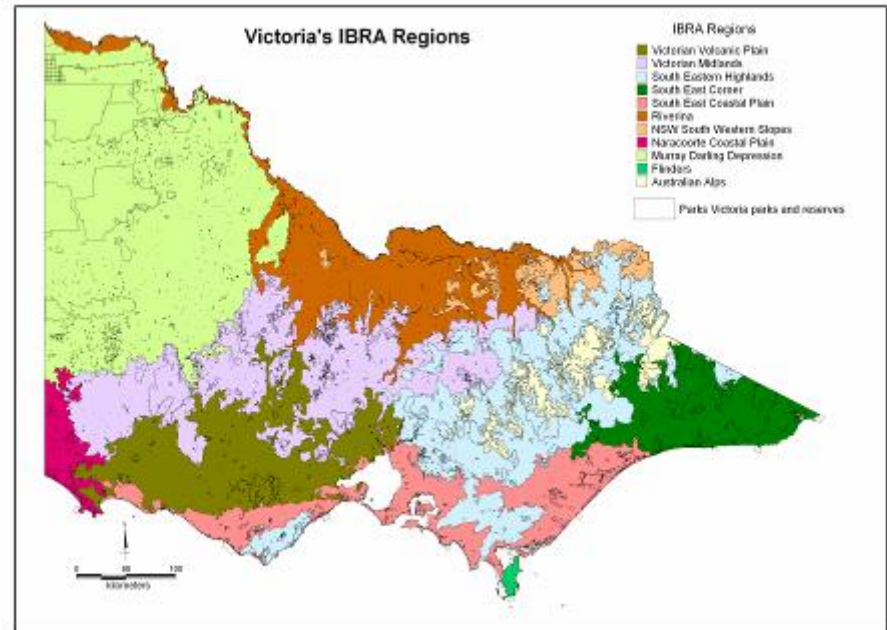 Victoria's IBRA Regions
IBRA Regions
Victorian Volcanic Plain
Victorian Midlands
South Eastern Highlands
South East Corner
South East Coastal Plain
Riverina
NSW South Western Slopes
Naracoorte Coastal Plain
Murray Darling Depression
Flinders
Australian Alps
Parks Victoria parks and reserves
0 50 100
kilometers